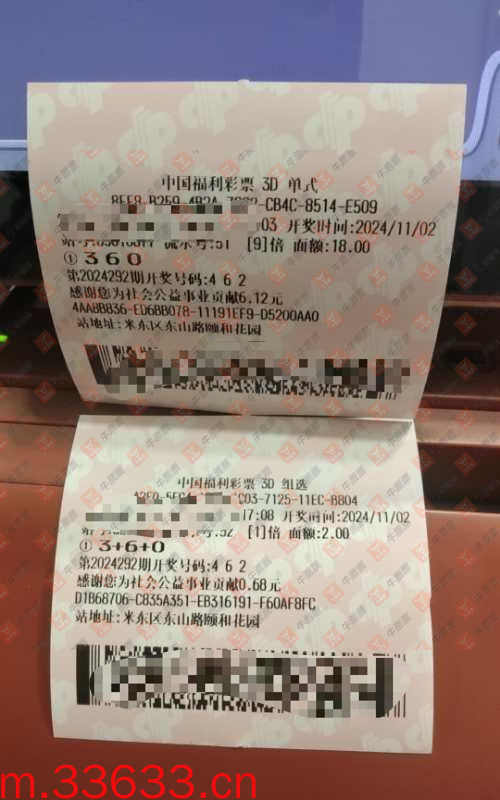 中国福利彩票 3D 单式
8514-E509
03 开奖时间:2024/11/02
[9]倍 面额:18.00
① 3 6 0
第2024292期开奖号码:4 6 2
感谢您为社会公益事业贡献6.12元
4AA8B836-ED6BB078-11191EF9-D5200AA0
站地址:米东区东山路颐和花园
中国福利彩票 3D 组选
03-7125-11EC-BB04
17:08 开奖时间:2024/11/02
[1]倍 面额:2.00
① 3+6+0
第2024292期开奖号码:4 6 2
感谢您为社会公益事业贡献0.68元
D1B68706-C835A351-EB316191-F60AF8FC
站地址:米东区东山路颐和花园
m.33633.cn